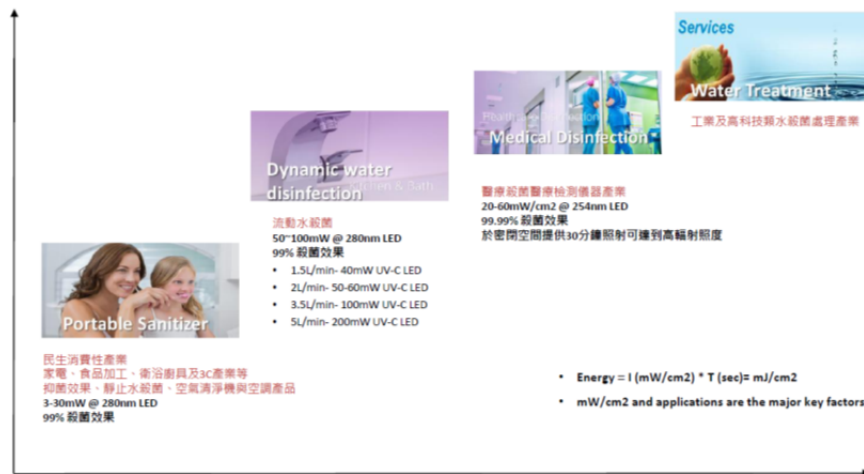 Services
Water Treatment
工業及高科技類水殺菌處理產業
Medical Disinfection
醫療殺菌醫療檢測儀器產業
20-60mW/cm2 @ 254nm LED
99.99% 殺菌效果
於密閉空間提供30分鐘照射可達到高輻射照度
Dynamic water
disinfection
& Bath
流動水殺菌
50~100mW @ 280nm LED
99% 殺菌效果
• 1.5L/min- 40mW UV-C LED
• 2L/min- 50-60mW UV-C LED
• 3.5L/min- 100mW UV-C LED
• 5L/min- 200mW UV-C LED
Portable Sanitizer
民生消費性產業
家電、食品加工、衛浴廚具及3C產業等
抑菌效果、靜止水殺菌、空氣清淨機與空調產品
3-30mW @ 280nm LED
99% 殺菌效果
• Energy = I (mW/cm2) * T (sec)= mJ/cm2
• mW/cm2 and applications are the major key factors